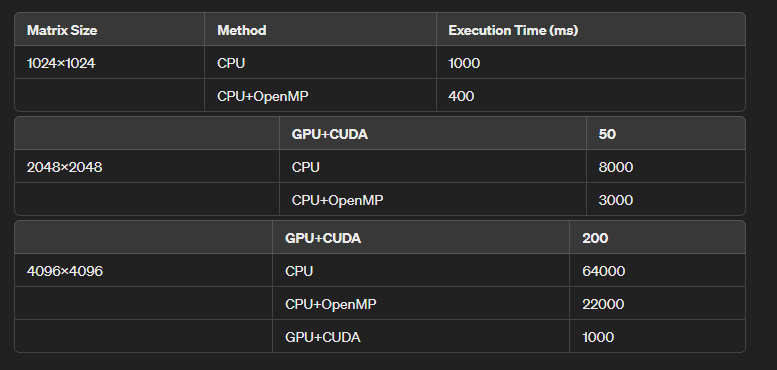 Matrix Size Method Execution Time (ms)
1024×1024 CPU 1000
CPU+OpenMP 400
GPU+CUDA 50
2048×2048 CPU 8000
CPU+OpenMP 3000
GPU+CUDA 200
4096×4096 CPU 64000
CPU+OpenMP 22000
GPU+CUDA 1000